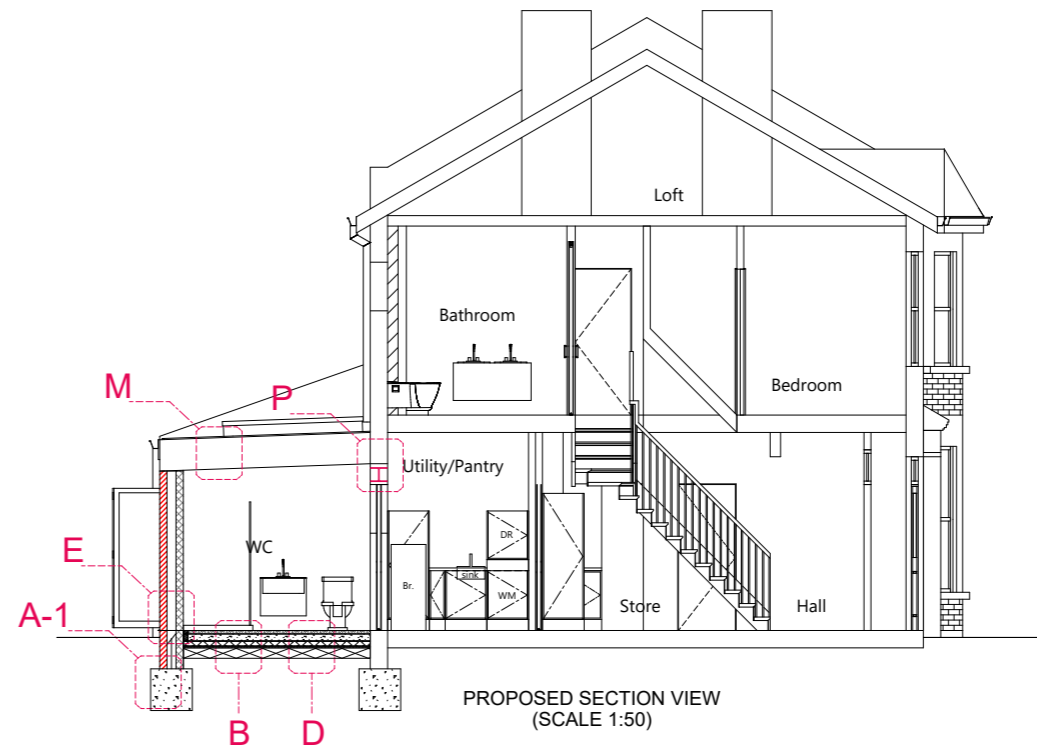 Loft
Bathroom
Bedroom
M
P
Utility/Pantry
E
WC
DR
sink
Br.
WM
A-1
Store
Hall
B
D
PROPOSED SECTION VIEW
(SCALE 1:50)